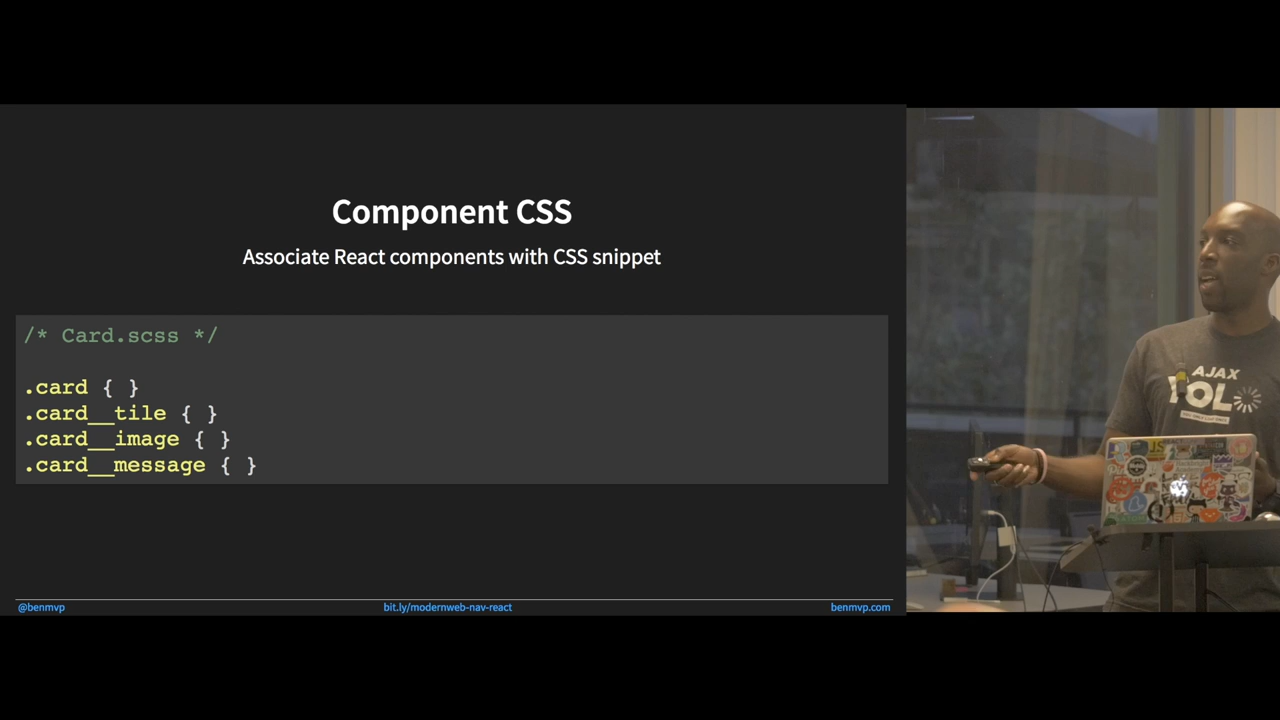 Component CSS
Associate React components with CSS snippet
/* Card.scss */
.card { }
.card__tile { }
.card__image { }
.card__message { }
@benmvp
bit.ly/modernweb-nav-react
benmvp.com
AJAX
JS